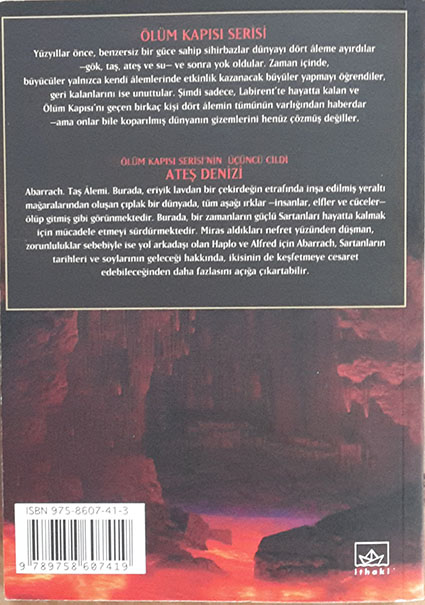 ÖLÜM KAPISI SERİSİ
Yüzyıllar önce, benzersiz bir güce sahip sihirbazlar dünyayı dört âleme ayırdılar
–gök, taş, ateş ve su– ve sonra yok oldular. Zaman içinde,
büyücüler yalnızca kendi âlemlerinde etkinlik kazanacak büyüler yapmayı öğrendiler,
geri kalanlarını ise unuttular. Şimdi sadece, Labirent'te hayatta kalan ve
Ölüm Kapısı'nı geçen birkaç kişi dört âlemin tümünün varlığından haberdar
–ama onlar bile koparılmış dünyanın gizemlerini henüz çözmüş değiller.
ÖLÜM KAPISI SERİSİ'NİN ÜÇÜNCÜ CİLDİ
ATEŞ DENİZİ
Abarrach. Taş Âlemi. Burada, eriyik lavdan bir çekirdeğin etrafında inşa edilmiş yeraltı
mağaralarından oluşan çıplak bir dünyada, tüm aşağı ırklar –insanlar, elfler ve cüceler–
ölüp gitmiş gibi görünmektedir. Burada, bir zamanların güçlü Sartanları hayatta kalmak
için mücadele etmeyi sürdürmektedir. Miras aldıkları nefret yüzünden düşman,
zorunluluklar sebebiyle ise yol arkadaşı olan Haplo ve Alfred için Abarrach, Sartanların
tarihleri ve soylarının geleceği hakkında, ikisinin de keşfetmeye cesaret
edebileceğinden daha fazlasını açığa çıkartabilir.
ISBN 975-8607-41-3
9 789758 607419
ithaki